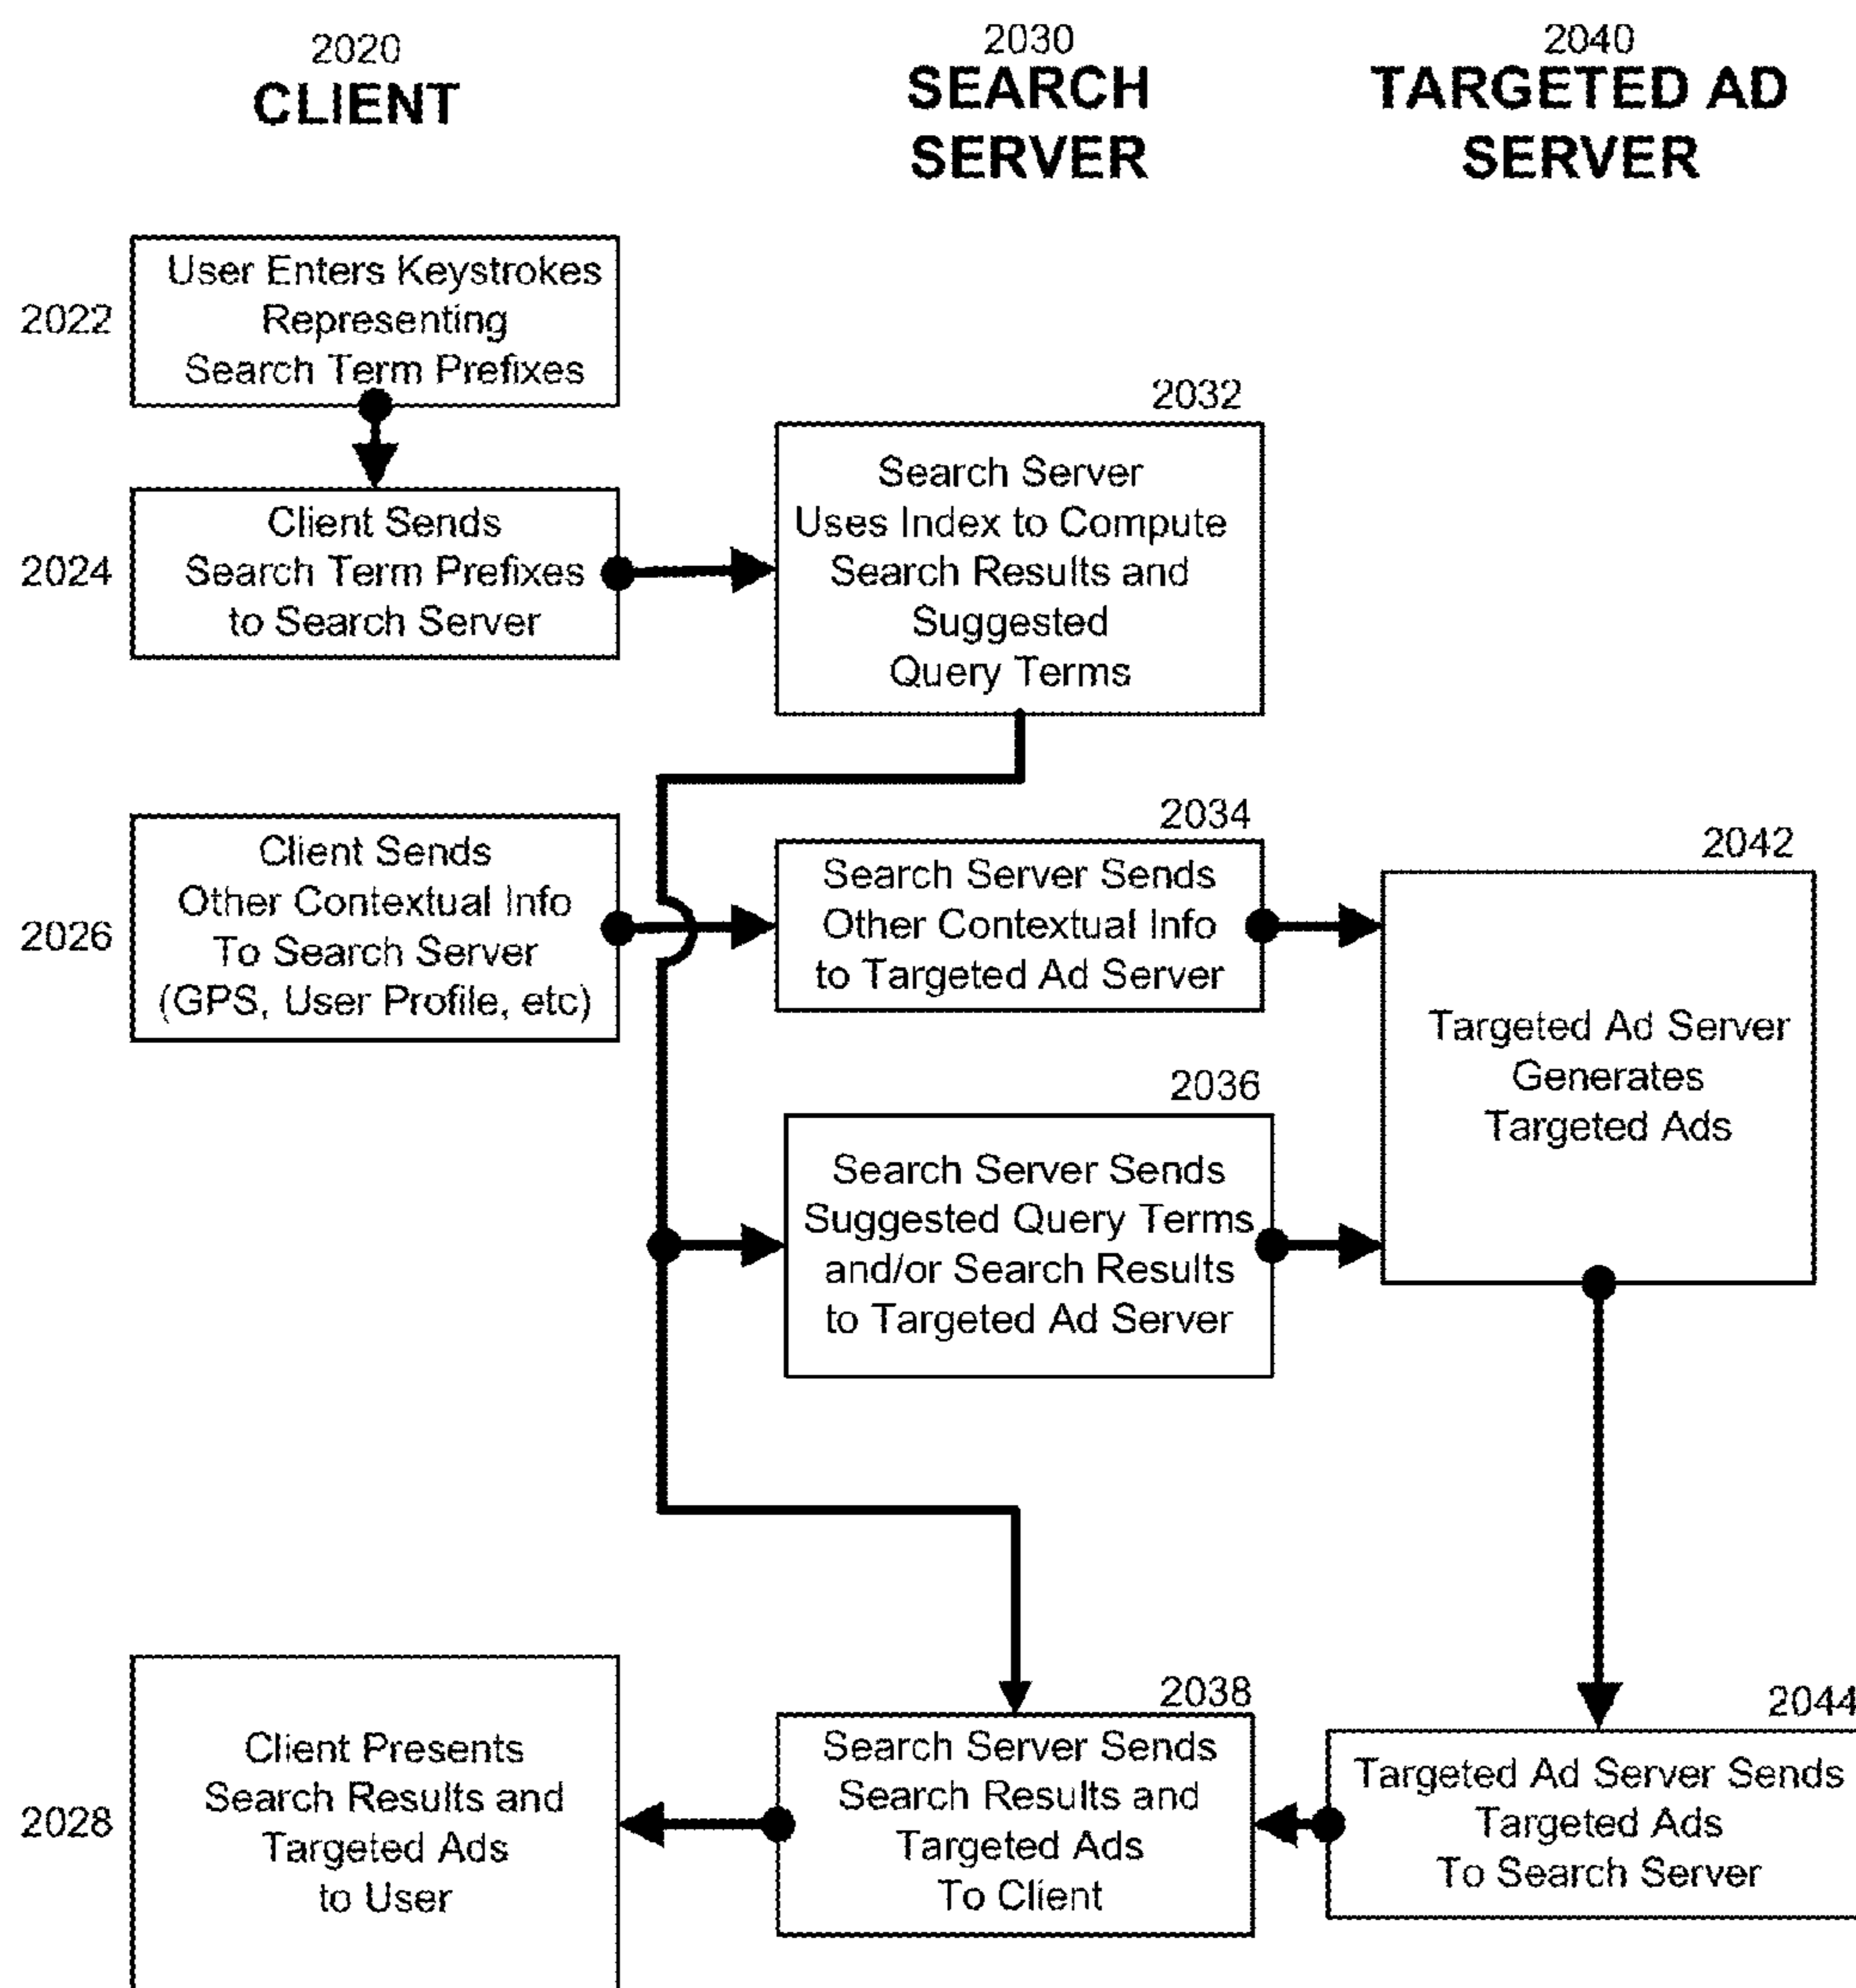 2020
CLIENT
2030
SEARCH
SERVER
2040
TARGETED AD
SERVER
2022
User Enters Keystrokes
Representing
Search Term Prefixes
2024
Client Sends
Search Term Prefixes
to Search Server
2032
Search Server
Uses Index to Compute
Search Results and
Suggested
Query Terms
2026
Client Sends
Other Contextual Info
To Search Server
(GPS, User Profile, etc)
2034
Search Server Sends
Other Contextual Info
to Targeted Ad Server
2042
Targeted Ad Server
Generates
Targeted Ads
2036
Search Server Sends
Suggested Query Terms
and/or Search Results
to Targeted Ad Server
2028
Client Presents
Search Results and
Targeted Ads
to User
2038
Search Server Sends
Search Results and
Targeted Ads
To Client
2044
Targeted Ad Server Sends
Targeted Ads
To Search Server